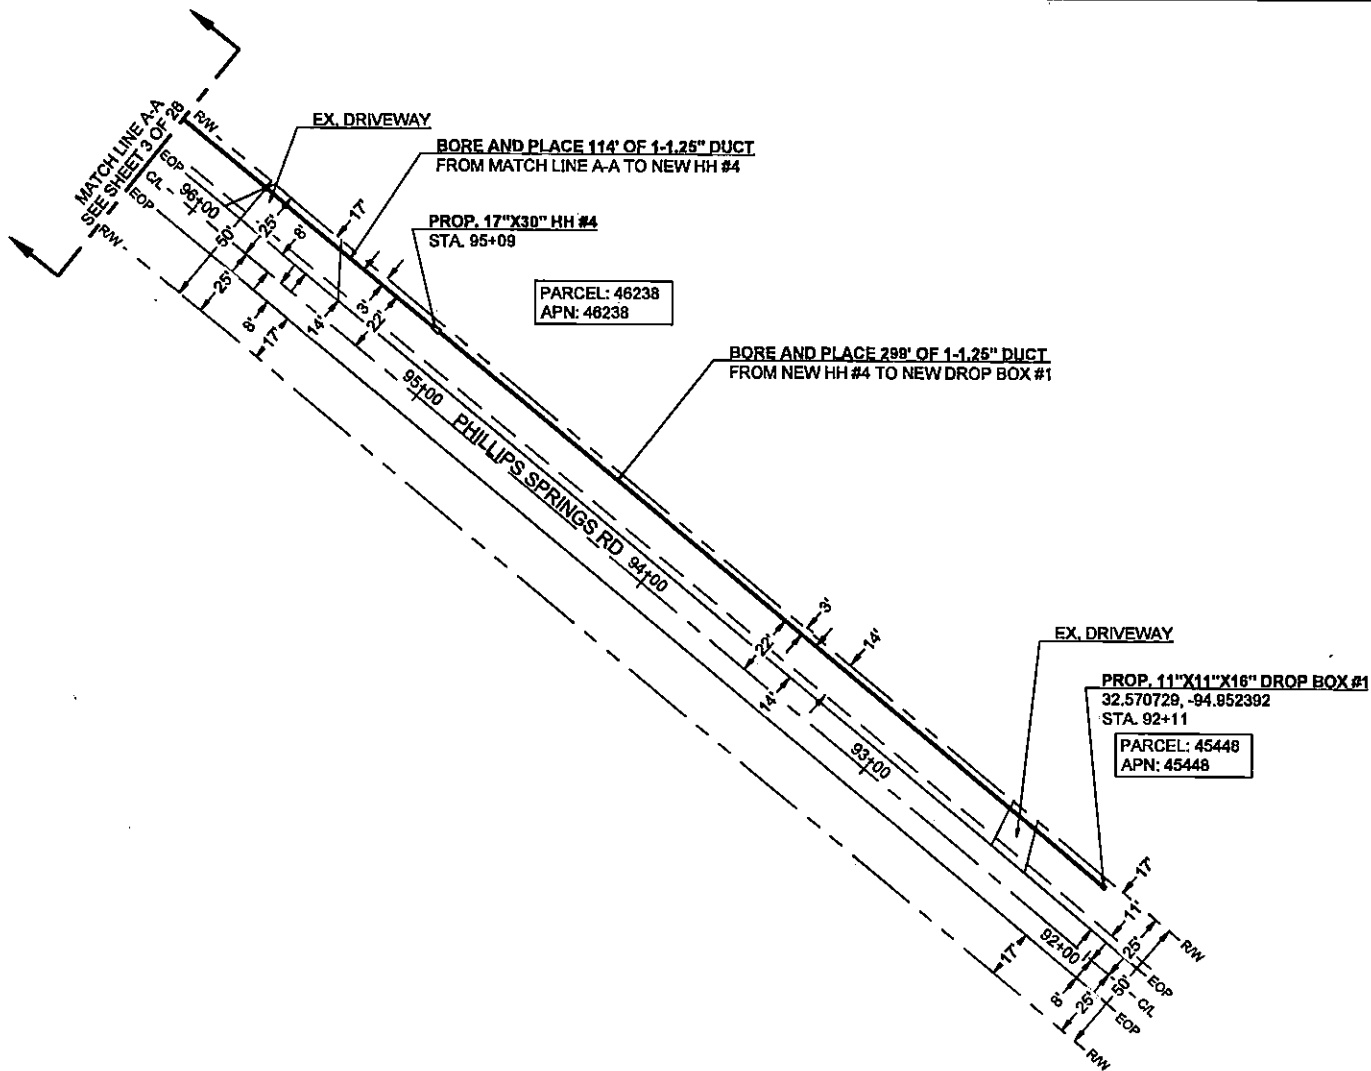 MATCH LINE A-A
SEE SHEET 3 OF 28
R/W
EX. DRIVEWAY
BORE AND PLACE 114' OF 1-1.25" DUCT
FROM MATCH LINE A-A TO NEW HH #4
EOP
C/L
EOP
R/W
96+00
50'
25'
8'
17'
PROP. 17"X30" HH #4
STA. 95+09
25'
8'
17'
14'
3'
22'
PARCEL: 46238
APN: 46238
BORE AND PLACE 299' OF 1-1.25" DUCT
FROM NEW HH #4 TO NEW DROP BOX #1
95+00
PHILLIPS SPRINGS RD
94+00
3'
14'
22'
14'
EX. DRIVEWAY
PROP. 11"X11"X16" DROP BOX #1
32.570729, -94.952392
STA. 92+11
PARCEL: 45448
APN: 45448
93+00
17'
11'
25'
R/W
92+00
17'
50'
EOP
C/L
8'
25'
EOP
R/W